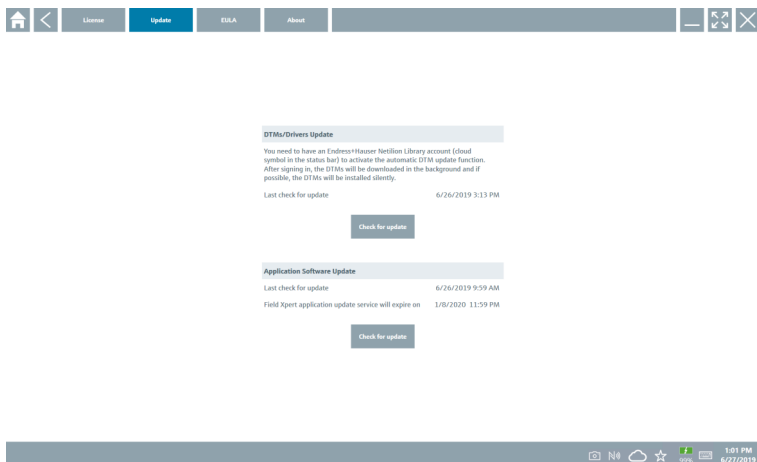 License Update EULA About
DTMs/Drivers Update
You need to have an Endress+Hauser Netilion Library account (cloud
symbol in the status bar) to activate the automatic DTM update function.
After signing in, the DTMs will be downloaded in the background and if
possible, the DTMs will be installed silently.
Last check for update 6/26/2019 3:13 PM
Check for update
Application Software Update
Last check for update 6/26/2019 9:59 AM
Field Xpert application update service will expire on 1/8/2020 11:59 PM
Check for update
1:01 PM
6/27/2019